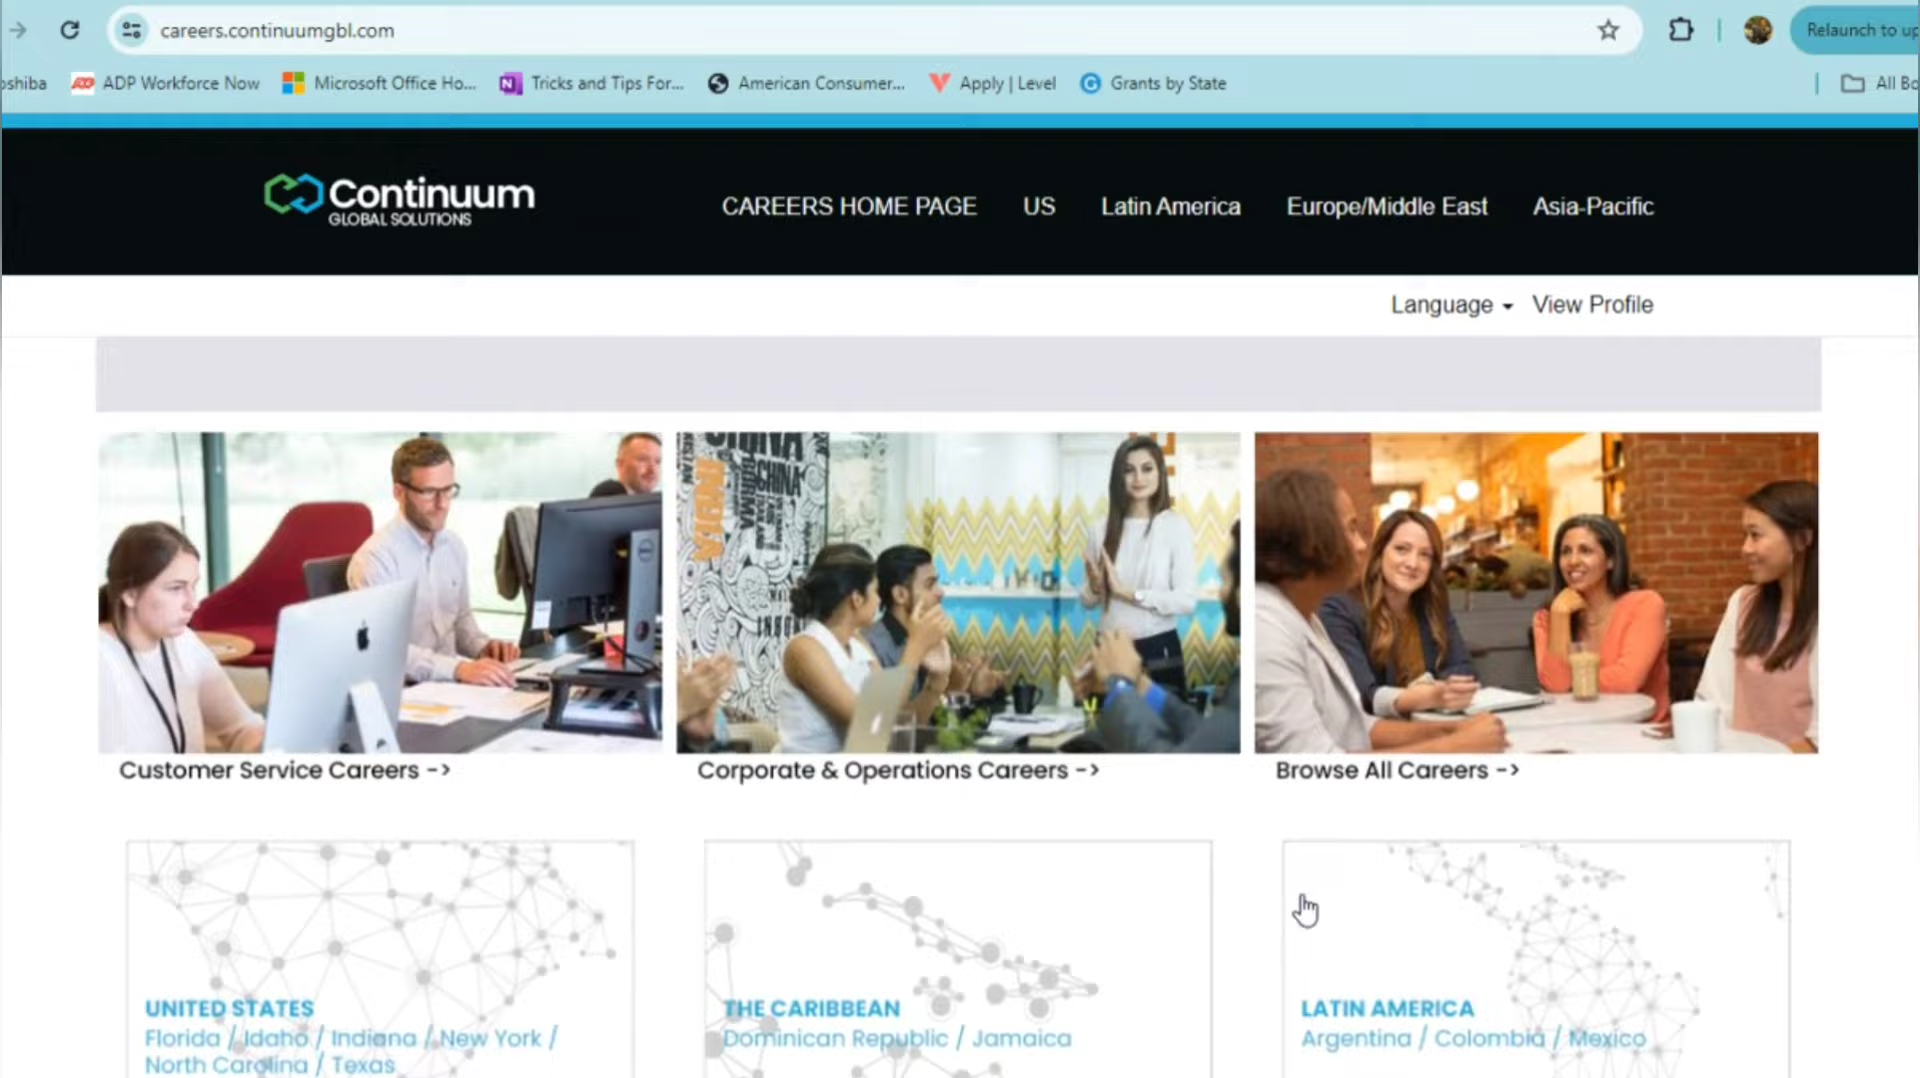 careers.continuumgbl.com
Relaunch to up
oshiba
ADP Workforce Now
Microsoft Office Ho...
Tricks and Tips For...
American Consumer...
Apply | Level
Grants by State
All Bo
Continuum
GLOBAL SOLUTIONS
CAREERS HOME PAGE
US
Latin America
Europe/Middle East
Asia-Pacific
Language
View Profile
INDIA
CHINA
BURMA
Customer Service Careers ->
Corporate & Operations Careers ->
Browse All Careers ->
UNITED STATES
Florida / Idaho / Indiana / New York /
North Carolina / Texas
THE CARIBBEAN
Dominican Republic / Jamaica
LATIN AMERICA
Argentina / Colombia / Mexico